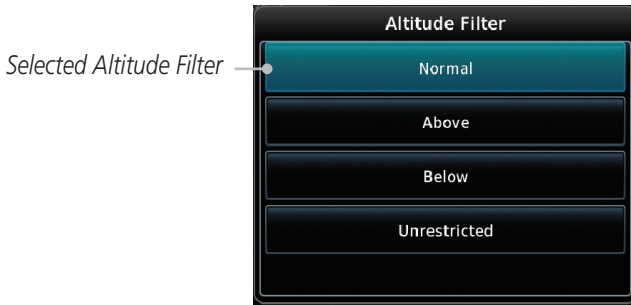 Altitude Filter
Selected Altitude Filter
Normal
Above
Below
Unrestricted